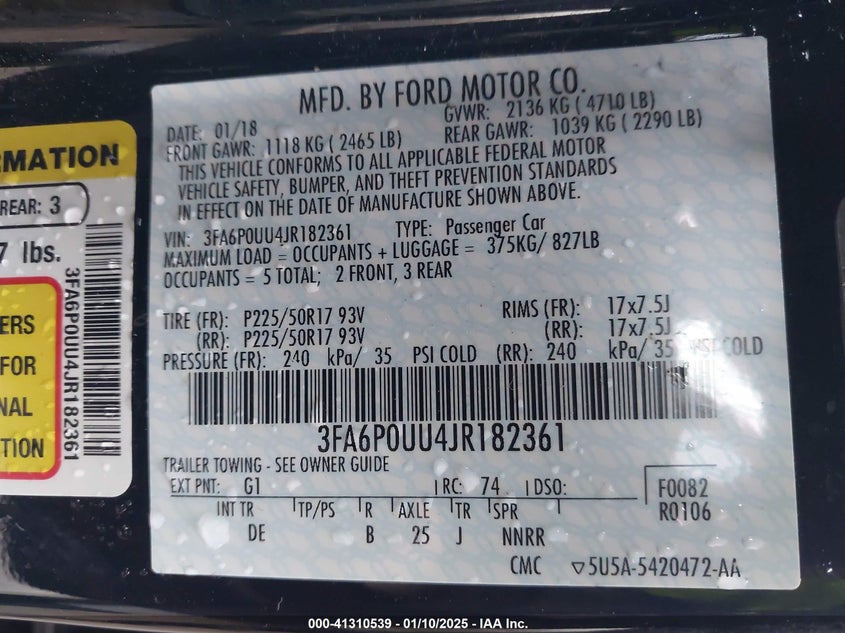 MFD. BY FORD MOTOR CO.
DATE: 01/18 GVWR: 2136 KG ( 4710 LB)
FRONT GAWR: 1118 KG ( 2465 LB) REAR GAWR: 1039 KG ( 2290 LB)
THIS VEHICLE CONFORMS TO ALL APPLICABLE FEDERAL MOTOR
VEHICLE SAFETY, BUMPER, AND THEFT PREVENTION STANDARDS
IN EFFECT ON THE DATE OF MANUFACTURE SHOWN ABOVE.
VIN: 3FA6P0UU4JR182361 TYPE: Passenger Car
MAXIMUM LOAD = OCCUPANTS + LUGGAGE = 375KG/ 827LB
OCCUPANTS = 5 TOTAL; 2 FRONT, 3 REAR
TIRE (FR): P225/50R17 93V RIMS (FR): 17x7.5J
(RR): P225/50R17 93V (RR): 17x7.5J
PRESSURE (FR): 240 kPa/ 35 PSI COLD (RR): 240 kPa/ 35 PSI COLD
3FA6P0UU4JR182361
TRAILER TOWING - SEE OWNER GUIDE
EXT PNT: G1 RC: 74 DSO: F0082
R0106
INT TR TP/PS R AXLE TR SPR
DE B 25 J NNRR
CMC ▽5U5A-5420472-AA
RMATION
REAR: 3
7 lbs.
ERS
FOR
NAL
TION
3FA6P0UU4JR182361
000-41310539 — 01/10/2025 — IAA Inc.